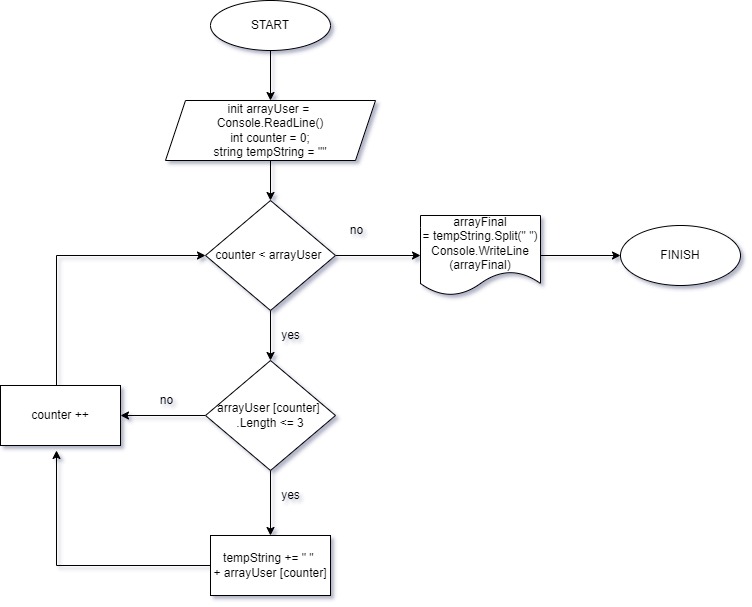 START
init arrayUser =
Console.ReadLine()
int counter = 0;
string tempString = ""
counter < arrayUser
no
arrayFinal
= tempString.Split(" ")
Console.WriteLine
(arrayFinal)
FINISH
yes
arrayUser [counter]
.Length <= 3
no
counter ++
yes
tempString += " "
+ arrayUser [counter]